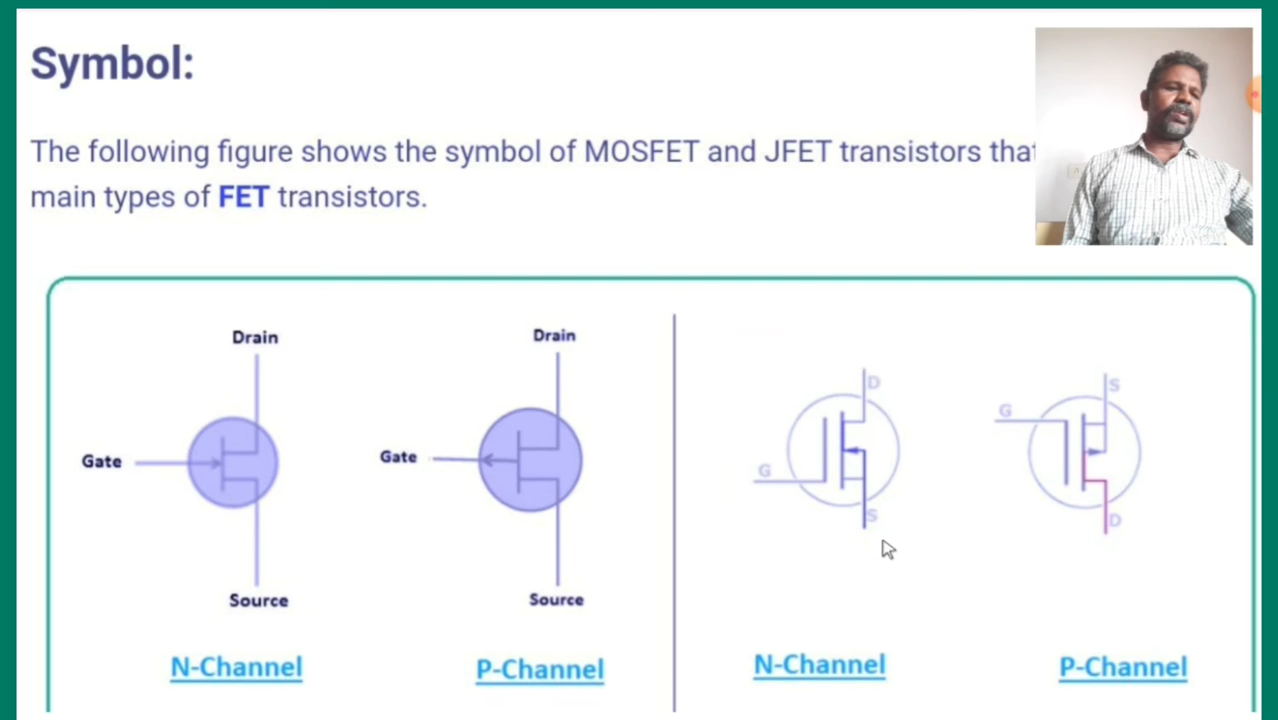 Symbol:
The following figure shows the symbol of MOSFET and JFET transistors that
main types of FET transistors.
Drain
Drain
D
S
G
G
Gate
Gate
G
S
D
Source
Source
N-Channel
P-Channel
N-Channel
P-Channel